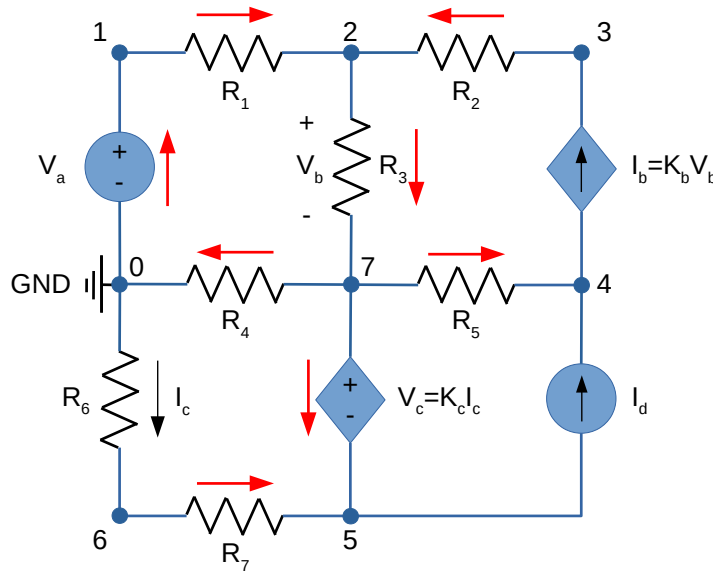 1
2
3
R1
R2
+
Va
+
-
Vb
R3
Ib=KbVb
-
GND
0
7
4
R4
R5
R6
Ic
+
-
Vc=KcIc
Id
6
R7
5